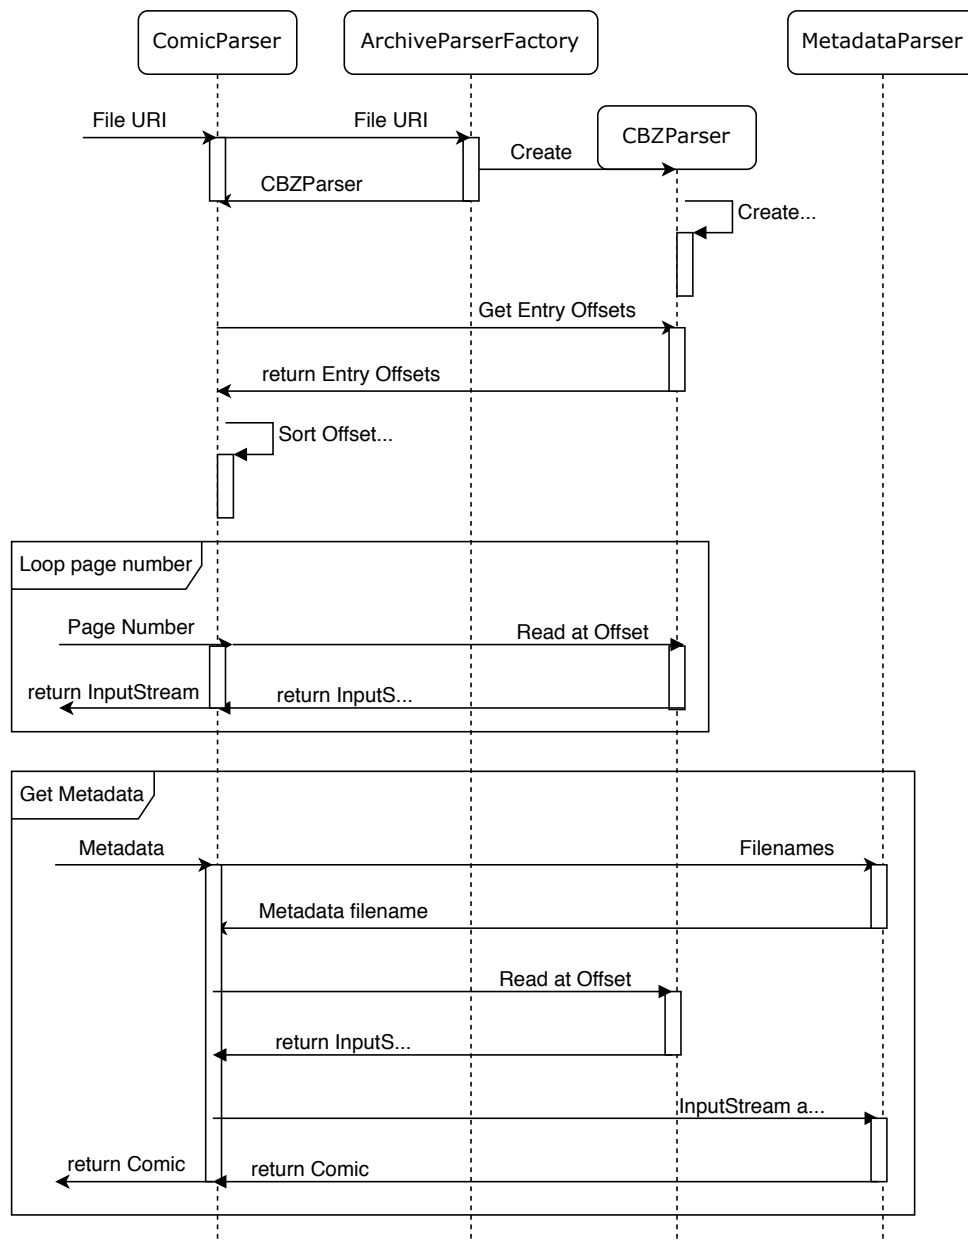 ComicParser
ArchiveParserFactory
MetadataParser
CBZParser
File URI
File URI
Create
CBZParser
Create...
Get Entry Offsets
return Entry Offsets
Sort Offset...
Loop page number
Page Number
Read at Offset
return InputStream
return InputS...
Get Metadata
Metadata
Filenames
Metadata filename
Read at Offset
return InputS...
InputStream a...
return Comic
return Comic